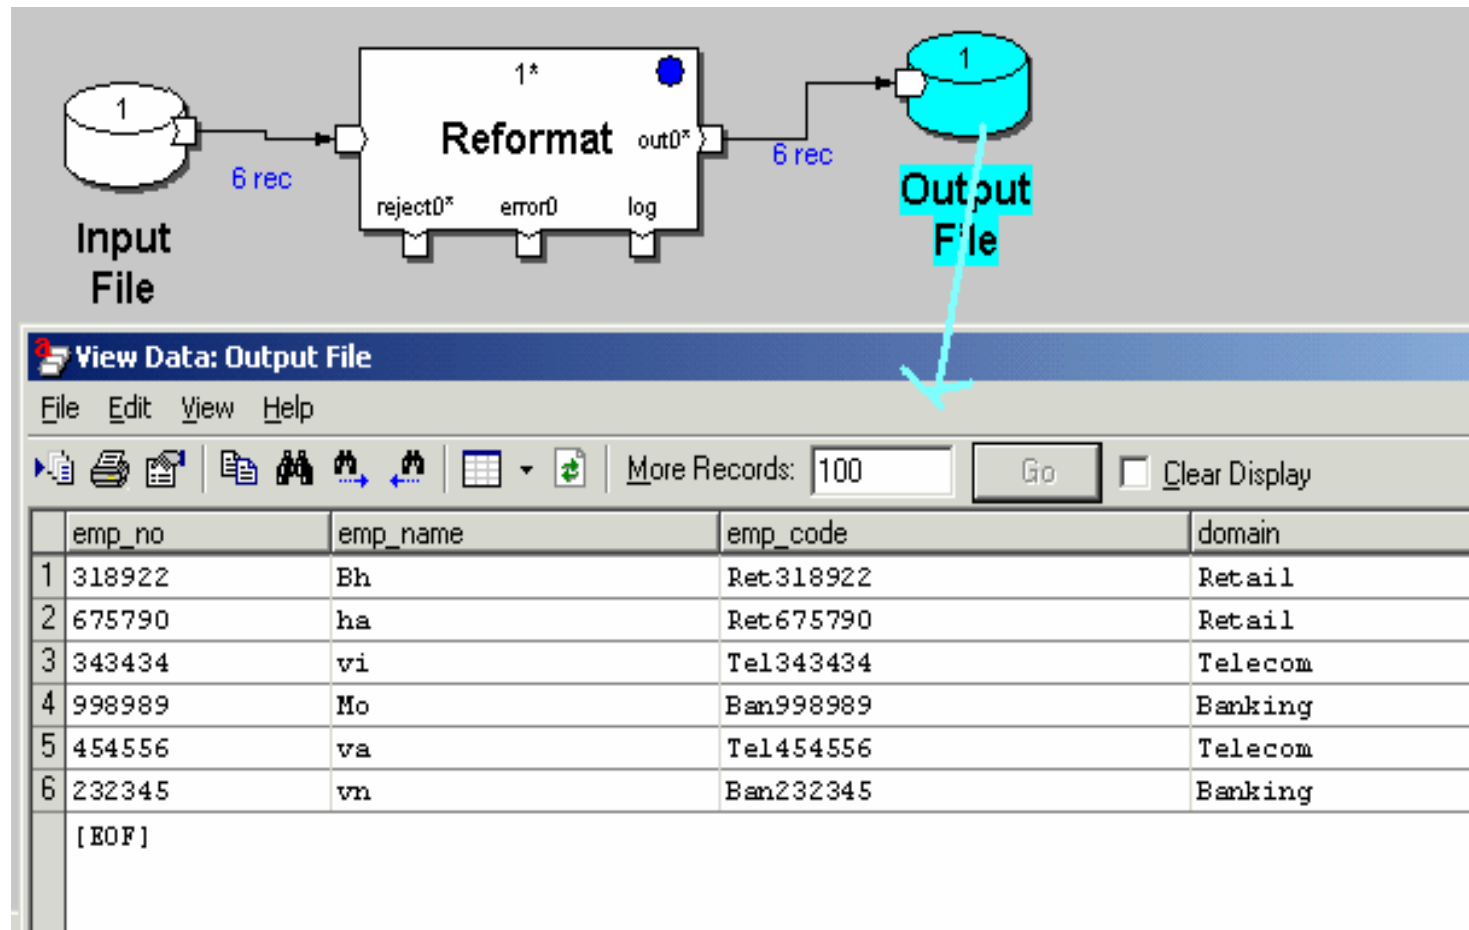 1
1*
1
Reformat
out0*
6 rec
6 rec
reject0*
error0
log
Input
File
Output
File
View Data: Output File
File Edit View Help
More Records: 100 Go Clear Display
emp_no emp_name emp_code domain
1 318922 Bh Ret318922 Retail
2 675790 ha Ret675790 Retail
3 343434 vi Tel343434 Telecom
4 998989 Mo Ban998989 Banking
5 454556 va Tel454556 Telecom
6 232345 vn Ban232345 Banking
[EOF]